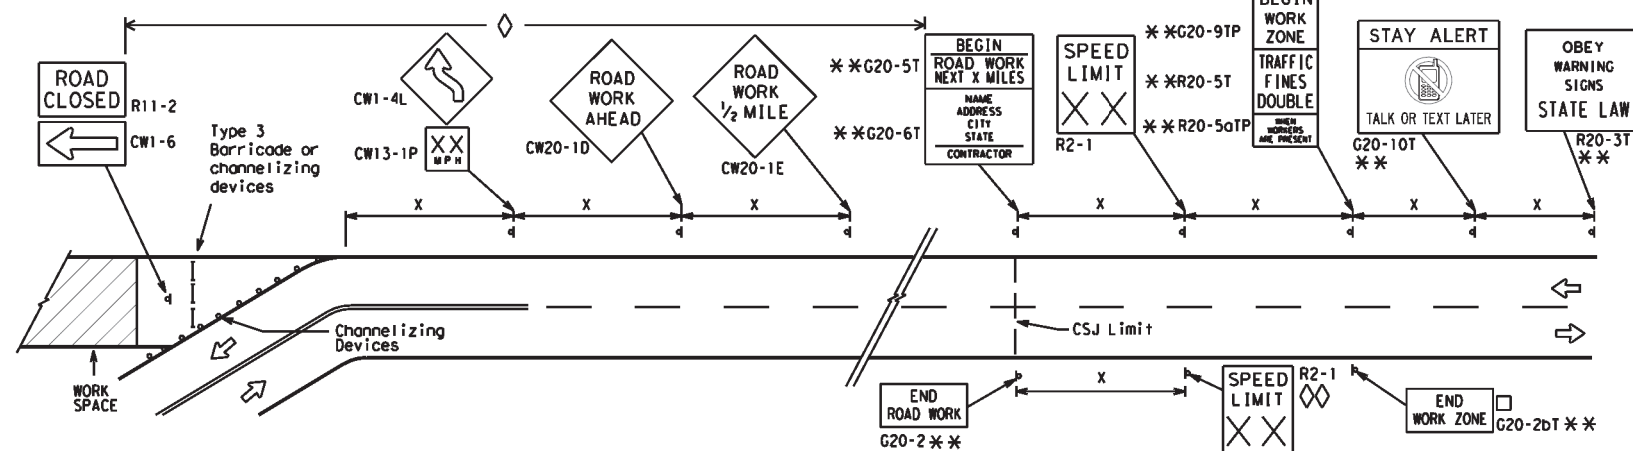 ROAD
CLOSED
R11-2
CW1-6
Type 3
Barricade or
channelizing
devices
CW1-4L
XX
MPH
CW13-1P
ROAD
WORK
AHEAD
CW20-1D
ROAD
WORK
1/2 MILE
CW20-1E
* *G20-5T
* *G20-6T
BEGIN
ROAD WORK
NEXT X MILES
NAME
ADDRESS
CITY
STATE
CONTRACTOR
SPEED
LIMIT
X X
R2-1
* *G20-9TP
* *R20-5T
* *R20-5aTP
BEGIN
WORK
ZONE
TRAFFIC
FINES
DOUBLE
WHEN
WORKERS
ARE PRESENT
STAY ALERT
TALK OR TEXT LATER
G20-10T
* *
OBEY
WARNING
SIGNS
STATE LAW
R20-3T
* *
X
X
X
X
X
X
X
Channelizing
Devices
CSJ Limit
WORK
SPACE
END
ROAD WORK
G20-2 * *
X
SPEED
LIMIT
X X
R2-1
END
WORK ZONE
G20-2bT * *